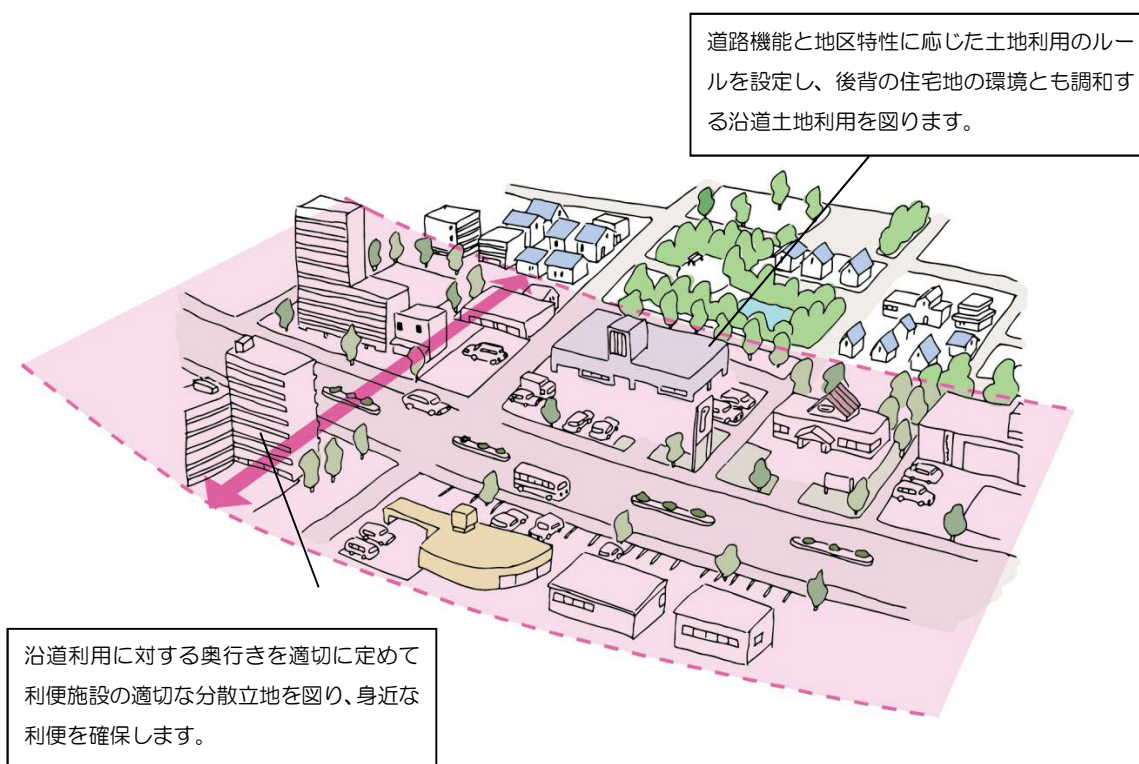 道路機能と地区特性に応じた土地利用のルー
ルを設定し、後背の住宅地の環境とも調和す
る沿道土地利用を図ります。
沿道利用に対する奥行きを適切に定めて
利便施設の適切な分散立地を図り、身近な
利便を確保します。